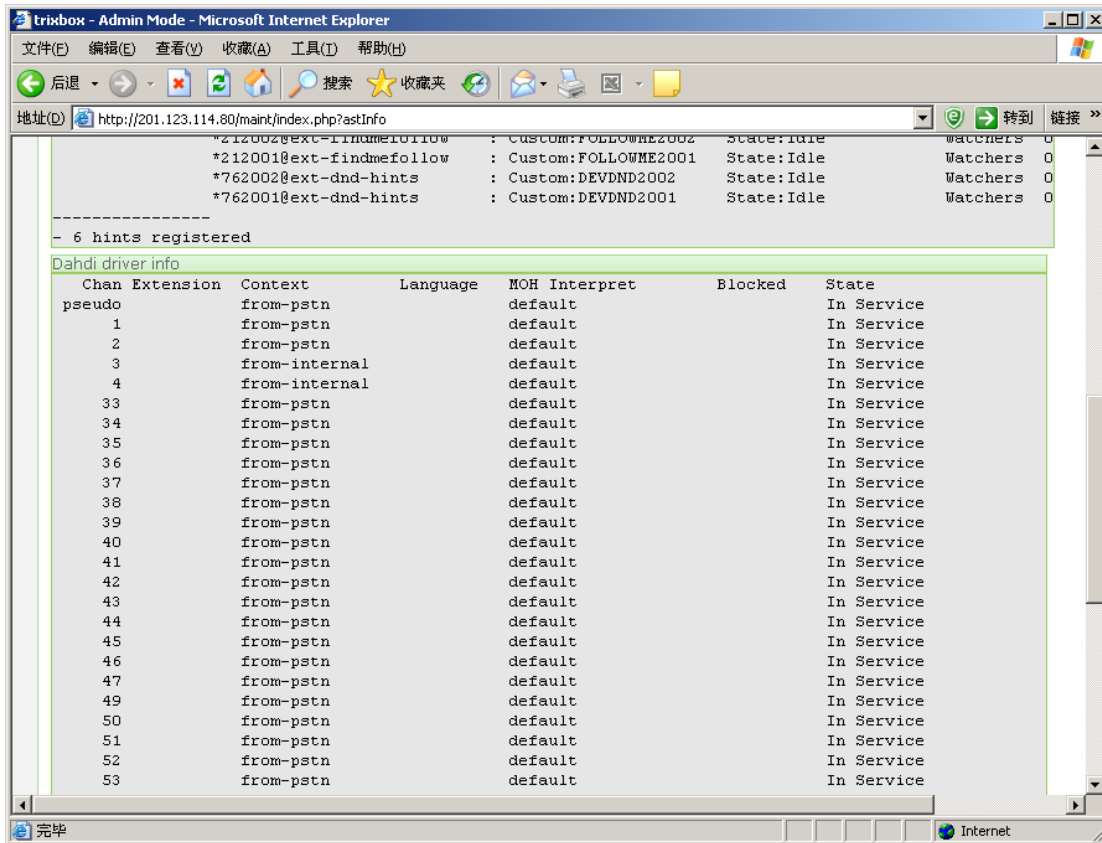 trixbox - Admin Mode - Microsoft Internet Explorer
文件(F) 编辑(E) 查看(V) 收藏(A) 工具(T) 帮助(H)
后退 搜索 收藏夹
地址(D) http://201.123.114.80/maint/index.php?astInfo 转到 链接 »
*212002@ext-findmefollow : Custom:FOLLOWME2002 State:Idle Watchers 0
*212001@ext-findmefollow : Custom:FOLLOWME2001 State:Idle Watchers 0
*762002@ext-dnd-hints : Custom:DEVDND2002 State:Idle Watchers 0
*762001@ext-dnd-hints : Custom:DEVDND2001 State:Idle Watchers 0
----------------
- 6 hints registered
Dahdi driver info
Chan Extension Context Language MOH Interpret Blocked State
pseudo from-pstn default In Service
1 from-pstn default In Service
2 from-pstn default In Service
3 from-internal default In Service
4 from-internal default In Service
33 from-pstn default In Service
34 from-pstn default In Service
35 from-pstn default In Service
36 from-pstn default In Service
37 from-pstn default In Service
38 from-pstn default In Service
39 from-pstn default In Service
40 from-pstn default In Service
41 from-pstn default In Service
42 from-pstn default In Service
43 from-pstn default In Service
44 from-pstn default In Service
45 from-pstn default In Service
46 from-pstn default In Service
47 from-pstn default In Service
49 from-pstn default In Service
50 from-pstn default In Service
51 from-pstn default In Service
52 from-pstn default In Service
53 from-pstn default In Service
完毕 Internet